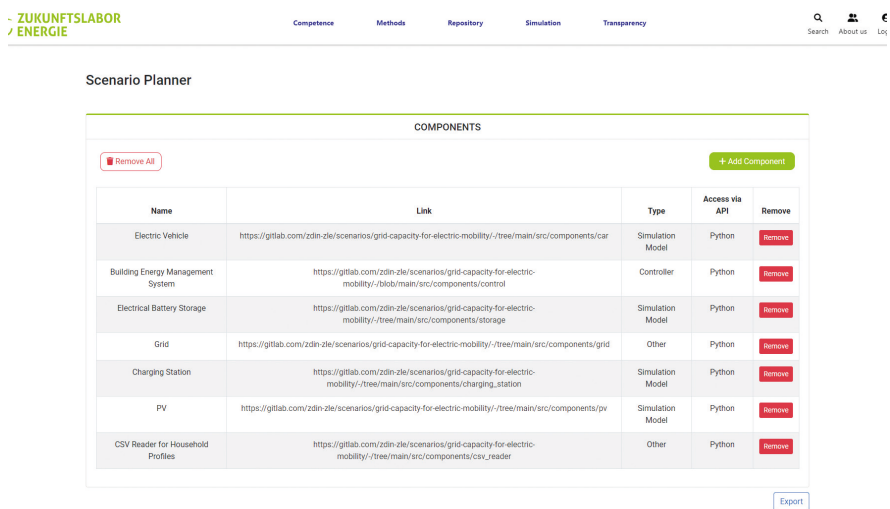 ZUKUNFTSLABOR
ENERGIE
Competence Methods Repository Simulation Transparency
Search About us
Scenario Planner
COMPONENTS
Remove All
+ Add Component
Name Link Type Access via API Remove
Electric Vehicle https://gitlab.com/zdin-zle/scenarios/grid-capacity-for-electric-mobility/-/tree/main/src/components/car Simulation Model Python Remove
Building Energy Management System https://gitlab.com/zdin-zle/scenarios/grid-capacity-for-electric-mobility/-/blob/main/src/components/control Controller Python Remove
Electrical Battery Storage https://gitlab.com/zdin-zle/scenarios/grid-capacity-for-electric-mobility/-/tree/main/src/components/storage Simulation Model Python Remove
Grid https://gitlab.com/zdin-zle/scenarios/grid-capacity-for-electric-mobility/-/tree/main/src/components/grid Other Python Remove
Charging Station https://gitlab.com/zdin-zle/scenarios/grid-capacity-for-electric-mobility/-/tree/main/src/components/charging_station Simulation Model Python Remove
PV https://gitlab.com/zdin-zle/scenarios/grid-capacity-for-electric-mobility/-/tree/main/src/components/pv Simulation Model Python Remove
CSV Reader for Household Profiles https://gitlab.com/zdin-zle/scenarios/grid-capacity-for-electric-mobility/-/tree/main/src/components/csv_reader Other Python Remove
Export